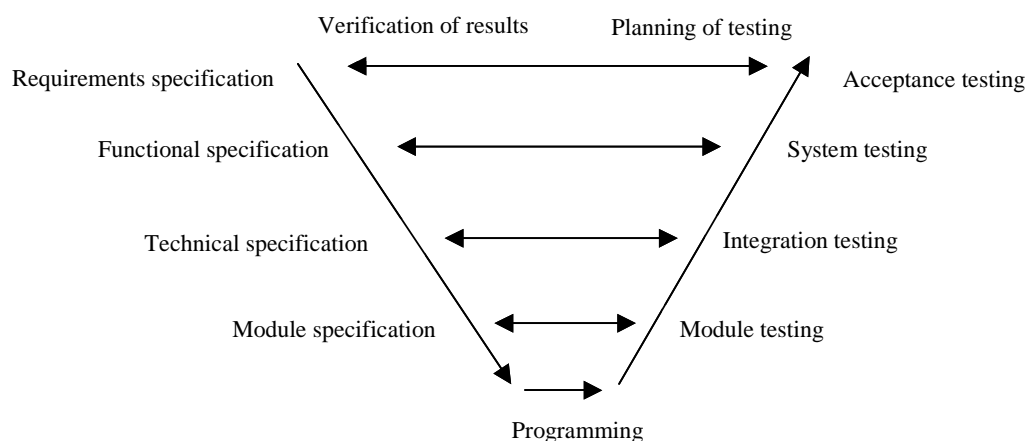 Verification of results
Planning of testing
Requirements specification
Acceptance testing
Functional specification
System testing
Technical specification
Integration testing
Module specification
Module testing
Programming